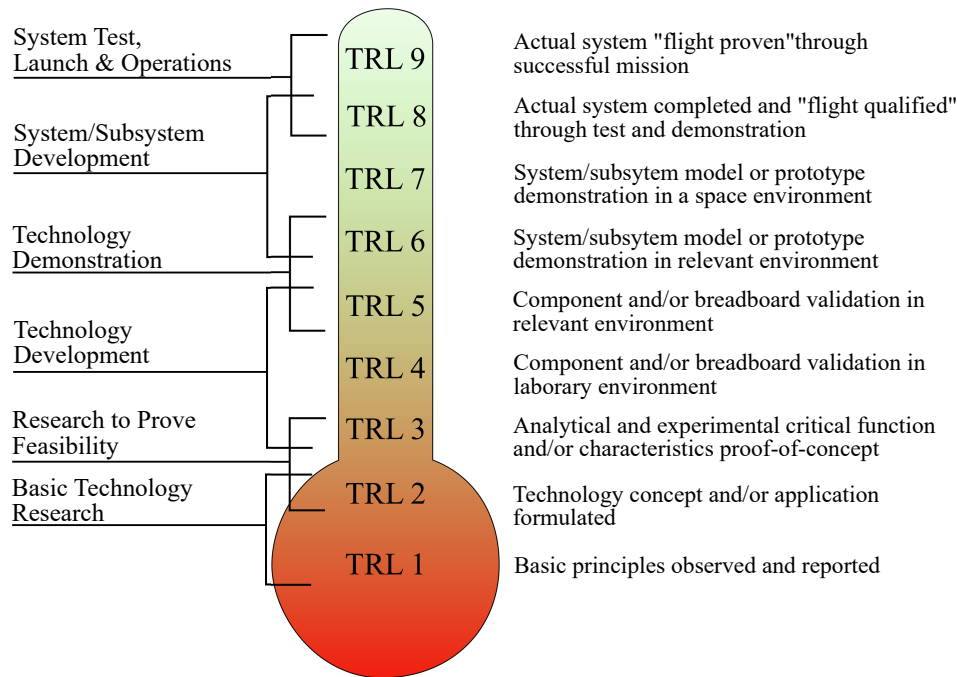 System Test,
Launch & Operations
System/Subsystem
Development
Technology
Demonstration
Technology
Development
Research to Prove
Feasibility
Basic Technology
Research
TRL 9
TRL 8
TRL 7
TRL 6
TRL 5
TRL 4
TRL 3
TRL 2
TRL 1
Actual system "flight proven"through
successful mission
Actual system completed and "flight qualified"
through test and demonstration
System/subsytem model or prototype
demonstration in a space environment
System/subsytem model or prototype
demonstration in relevant environment
Component and/or breadboard validation in
relevant environment
Component and/or breadboard validation in
laborary environment
Analytical and experimental critical function
and/or characteristics proof-of-concept
Technology concept and/or application
formulated
Basic principles observed and reported